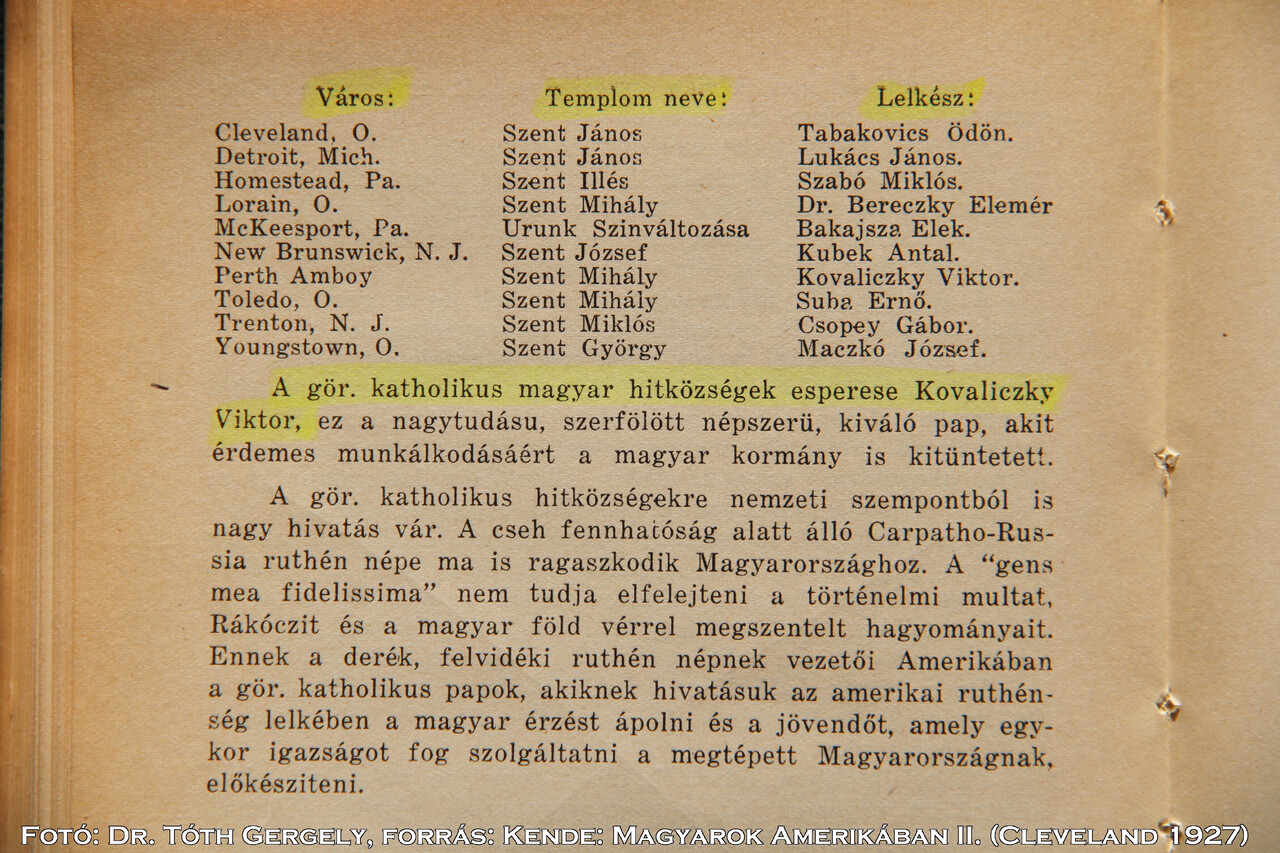 Város: Templom neve: Lelkész:
Cleveland, O. Szent János Tabakovics Ödön.
Detroit, Mich. Szent János Lukács János.
Homestead, Pa. Szent Illés Szabó Miklós.
Lorain, O. Szent Mihály Dr. Bereczky Elemér
McKeesport, Pa. Urunk Szinváltozása Bakajsza Elek.
New Brunswick, N. J. Szent József Kubek Antal.
Perth Amboy Szent Mihály Kovaliczky Viktor.
Toledo, O. Szent Mihály Suba Ernő.
Trenton, N. J. Szent Miklós Csopey Gábor.
Youngstown, O. Szent György Maczkó József.
A gör. katholikus magyar hitközségek esperese Kovaliczky
Viktor, ez a nagytudásu, szerfölött népszerü, kiváló pap, akit
érdemes munkálkodásáért a magyar kormány is kitüntetett.
A gör. katholikus hitközségekre nemzeti szempontból is
nagy hivatás vár. A cseh fennhatóság alatt álló Carpatho-Rus-
sia ruthén népe ma is ragaszkodik Magyarországhoz. A “gens
mea fidelissima” nem tudja elfelejteni a történelmi multat,
Rákóczit és a magyar föld vérrel megszentelt hagyományait.
Ennek a derék, felvidéki ruthén népnek vezetői Amerikában
a gör. katholikus papok, akiknek hivatásuk az amerikai ruthén-
ség lelkében a magyar érzést ápolni és a jövendőt, amely egy-
kor igazságot fog szolgáltatni a megtépett Magyarországnak,
előkésziteni.
Fotó: Dr. Tóth Gergely, forrás: Kende: Magyarok Amerikában II. (Cleveland 1927)